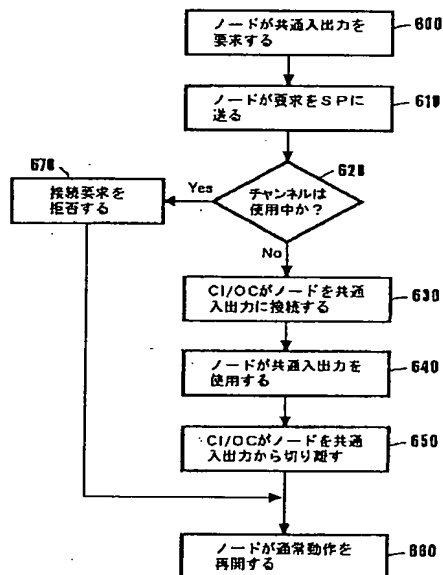 ノードが共通入出力を
要求する
600
ノードが要求をSPに
送る
610
チャンネルは
使用中か?
620
Yes
670
接続要求を
拒否する
No
CI/OCがノードを共通
入出力に接続する
630
ノードが共通入出力を
使用する
640
CI/OCがノードを共通
入出力から切り離す
650
ノードが通常動作を
再開する
660